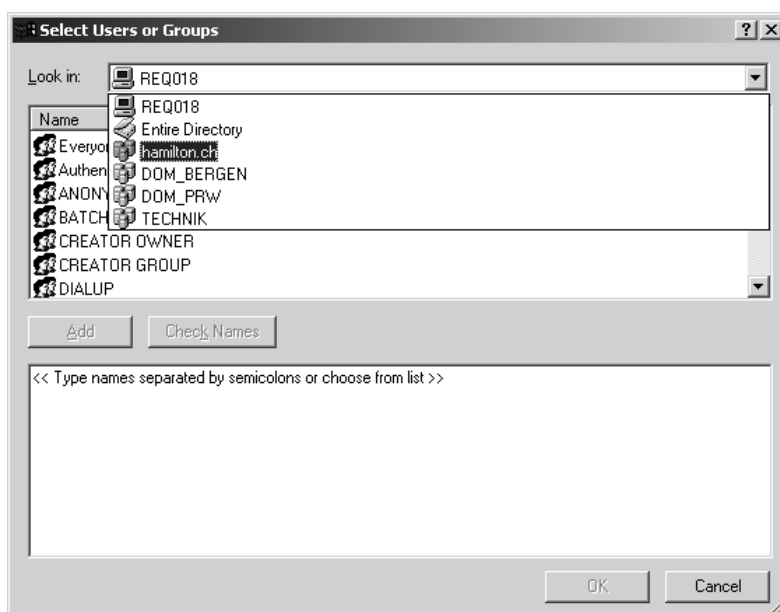 Select Users or Groups
Look in: REQ018
REQ018
Entire Directory
hamilton.ch
DOM_BERGEN
DOM_PRW
TECHNIK
Name
Everyo
Authen
ANONY
BATCH
CREATOR OWNER
CREATOR GROUP
DIALUP
Add Check Names
<< Type names separated by semicolons or choose from list >>
OK Cancel